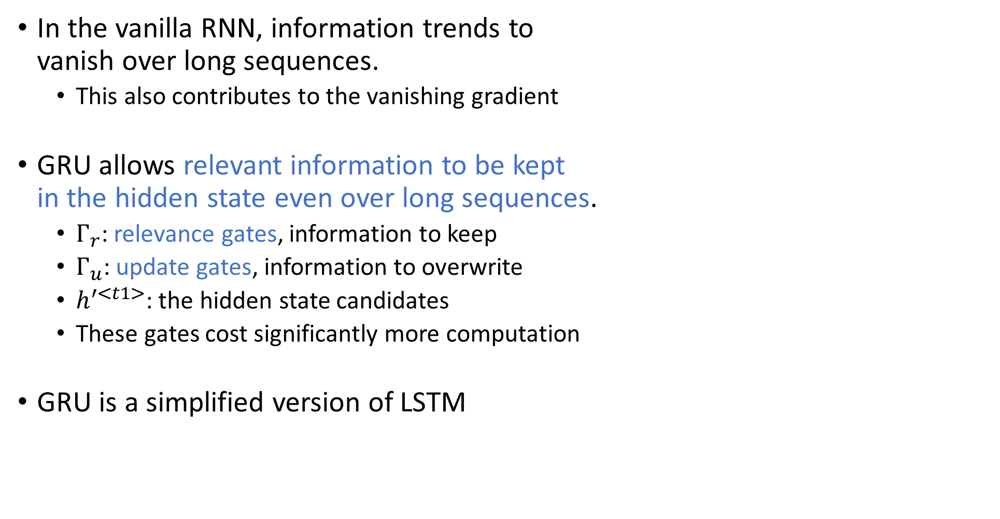 • In the vanilla RNN, information trends to
vanish over long sequences.
• This also contributes to the vanishing gradient
• GRU allows relevant information to be kept
in the hidden state even over long sequences.
• Γᵣ: relevance gates, information to keep
• Γᵤ: update gates, information to overwrite
• h′<t1>: the hidden state candidates
• These gates cost significantly more computation
• GRU is a simplified version of LSTM